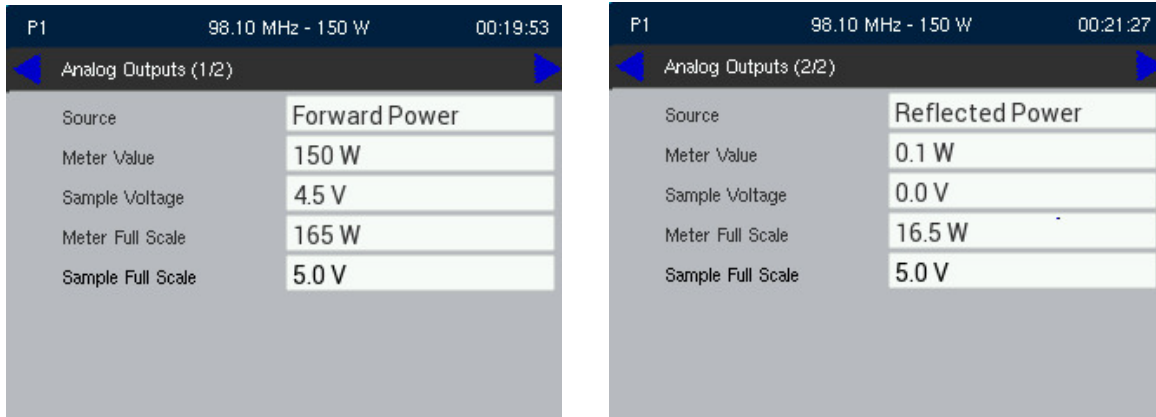 P1 98.10 MHz - 150 W 00:19:53
Analog Outputs (1/2)
Source Forward Power
Meter Value 150 W
Sample Voltage 4.5 V
Meter Full Scale 165 W
Sample Full Scale 5.0 V
P1 98.10 MHz - 150 W 00:21:27
Analog Outputs (2/2)
Source Reflected Power
Meter Value 0.1 W
Sample Voltage 0.0 V
Meter Full Scale 16.5 W
Sample Full Scale 5.0 V